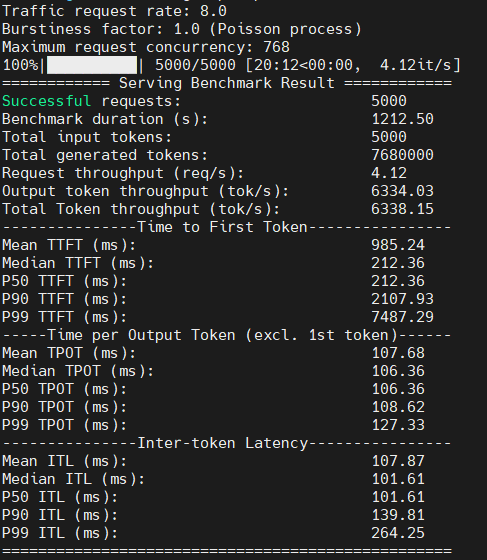 Traffic request rate: 8.0
Burstiness factor: 1.0 (Poisson process)
Maximum request concurrency: 768
100%|██████████| 5000/5000 [20:12<00:00,  4.12it/s]
============ Serving Benchmark Result ============
Successful requests:                     5000
Benchmark duration (s):                  1212.50
Total input tokens:                      5000
Total generated tokens:                  7680000
Request throughput (req/s):              4.12
Output token throughput (tok/s):         6334.03
Total Token throughput (tok/s):          6338.15
---------------Time to First Token----------------
Mean TTFT (ms):                          985.24
Median TTFT (ms):                        212.36
P50 TTFT (ms):                           212.36
P90 TTFT (ms):                           2107.93
P99 TTFT (ms):                           7487.29
-----Time per Output Token (excl. 1st token)------
Mean TPOT (ms):                          107.68
Median TPOT (ms):                        106.36
P50 TPOT (ms):                           106.36
P90 TPOT (ms):                           108.62
P99 TPOT (ms):                           127.33
---------------Inter-token Latency----------------
Mean ITL (ms):                           107.87
Median ITL (ms):                         101.61
P50 ITL (ms):                            101.61
P90 ITL (ms):                            139.81
P99 ITL (ms):                            264.25
==================================================